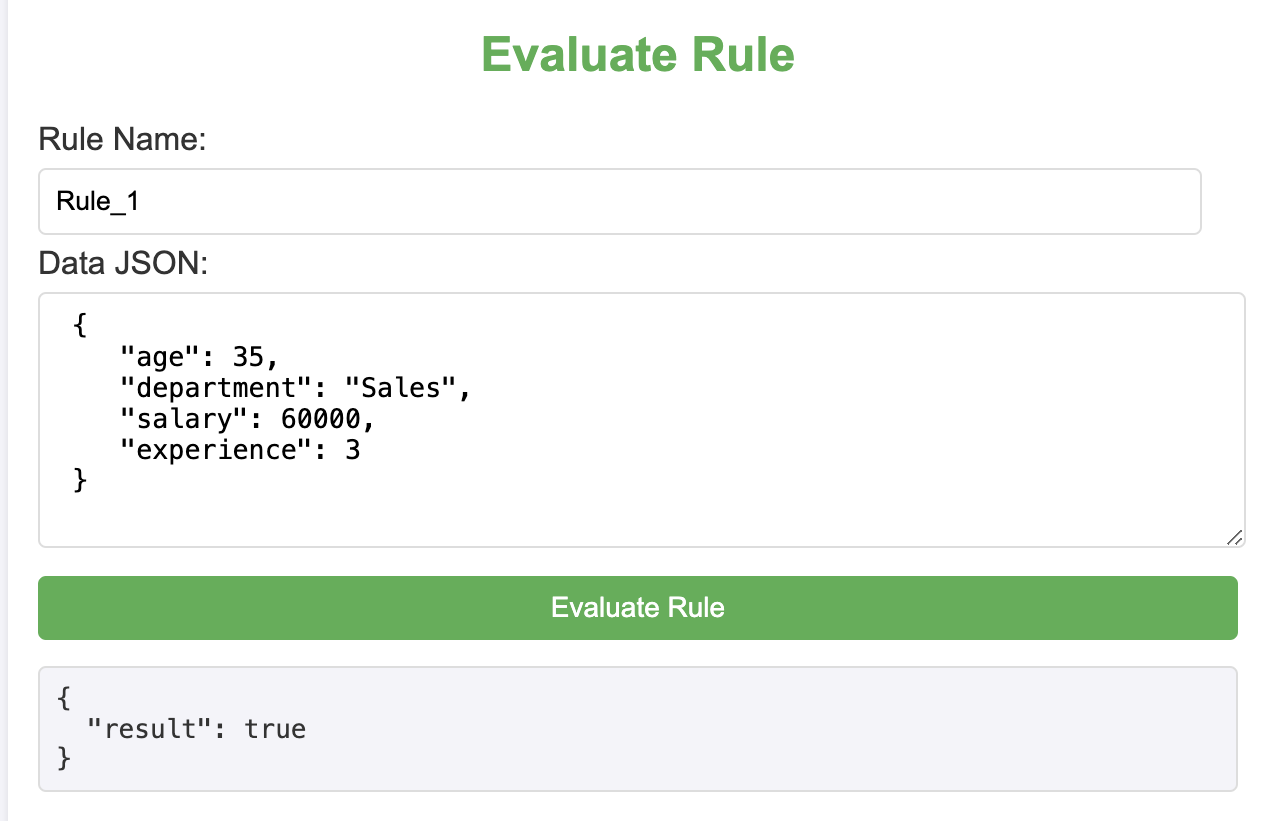 Evaluate Rule
Rule Name:
Rule_1
Data JSON:
{
   "age": 35,
   "department": "Sales",
   "salary": 60000,
   "experience": 3
}
Evaluate Rule
{
  "result": true
}